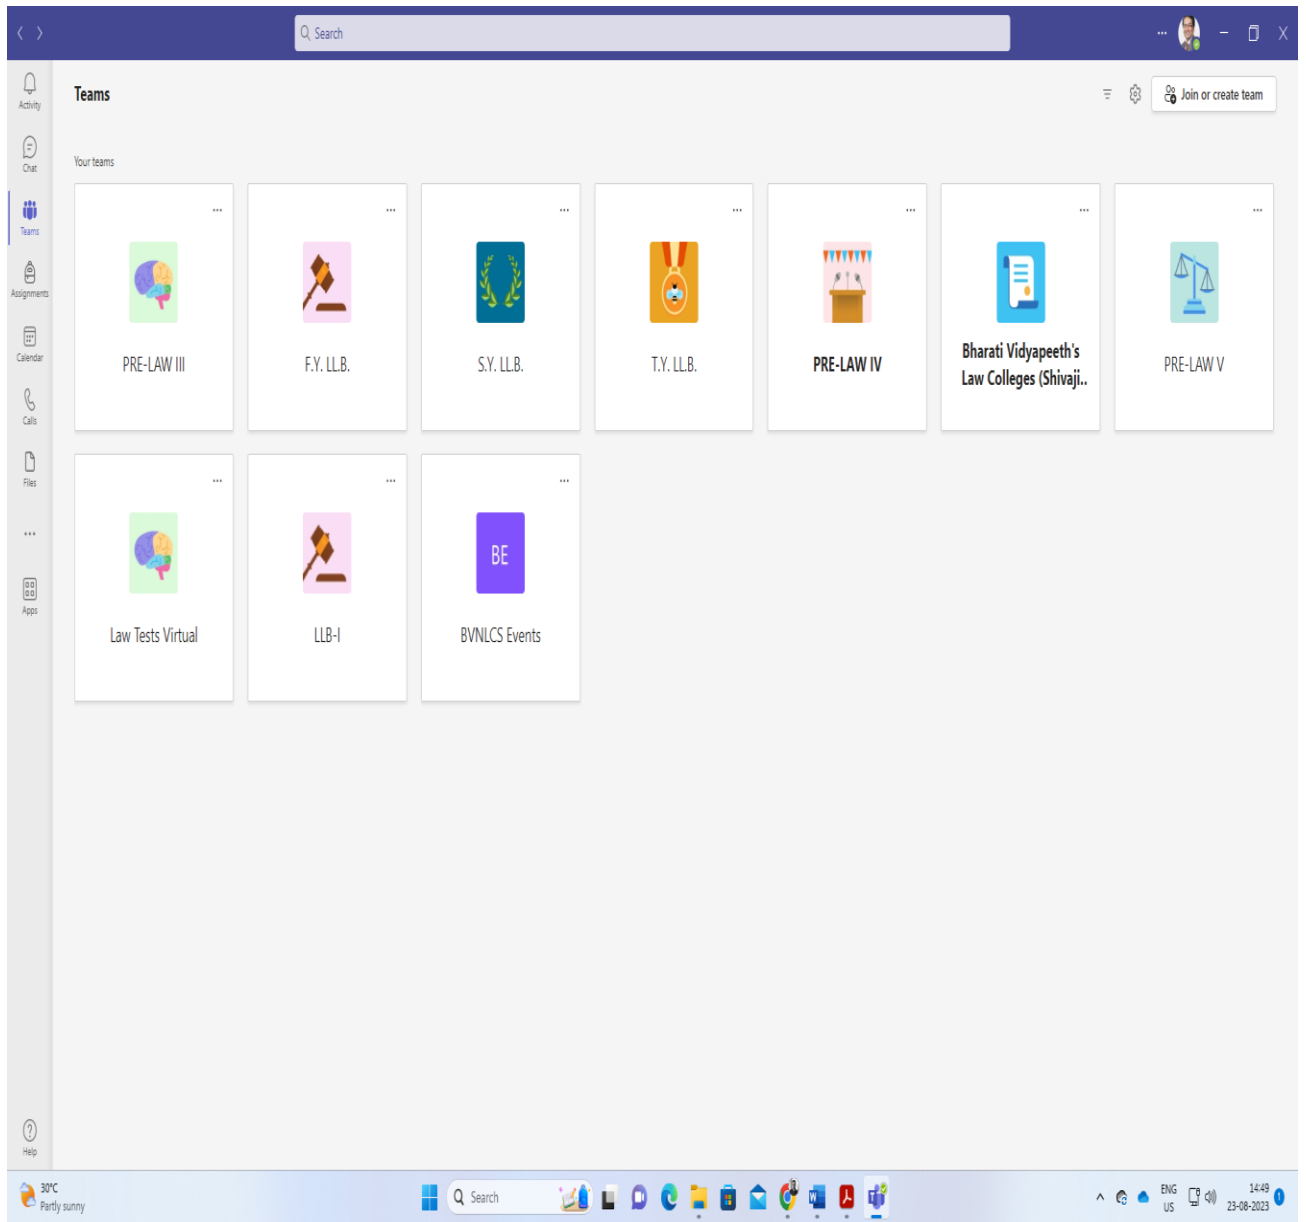 Search
Activity
Chat
Teams
Assignments
Calendar
Calls
Files
Apps
Help
Teams
Join or create team
Your teams
PRE-LAW III
F.Y. LL.B.
S.Y. LL.B.
T.Y. LL.B.
PRE-LAW IV
Bharati Vidyapeeth's
Law Colleges (Shivaji..
PRE-LAW V
Law Tests Virtual
LLB-I
BE
BVNLCS Events
30°C
Partly sunny
Search
ENG
US
14:49
23-08-2023
1